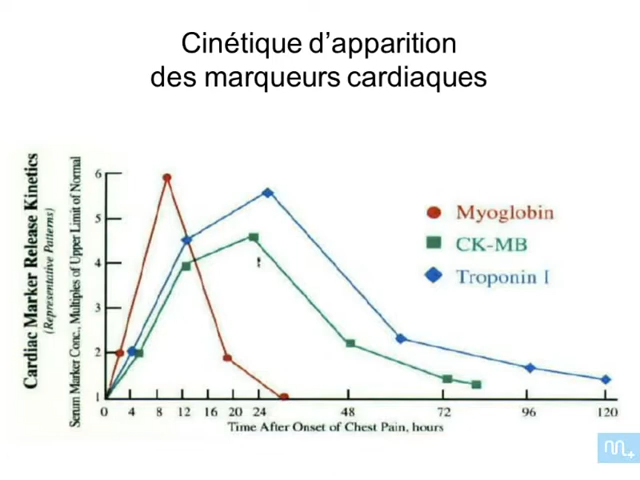 Cinétique d’apparition
des marqueurs cardiaques
Cardiac Marker Release Kinetics
(Representative Patterns)
Serum Marker Conc., Multiples of Upper Limit of Normal
6
5
4
3
2
1
Myoglobin
CK-MB
Troponin I
0 4 8 12 16 20 24 48 72 96 120
Time After Onset of Chest Pain, hours